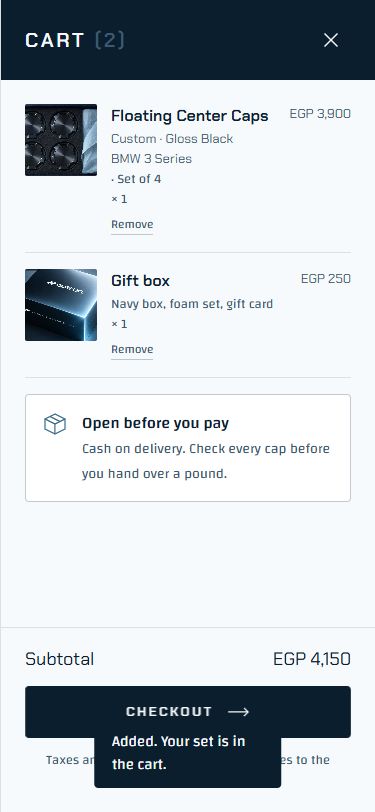 CART (2)
Floating Center Caps
EGP 3,900
Custom · Gloss Black
BMW 3 Series
· Set of 4
× 1
Remove
Gift box
EGP 250
Navy box, foam set, gift card
× 1
Remove
Open before you pay
Cash on delivery. Check every cap before
you hand over a pound.
Subtotal
EGP 4,150
CHECKOUT
Added. Your set is in
the cart.
Taxes
to the